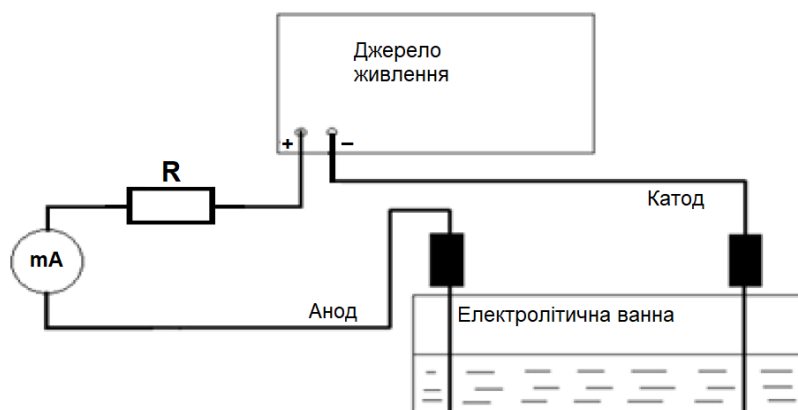 Джерело
живлення
+ –
R
Катод
mA
Анод
Електролітична ванна